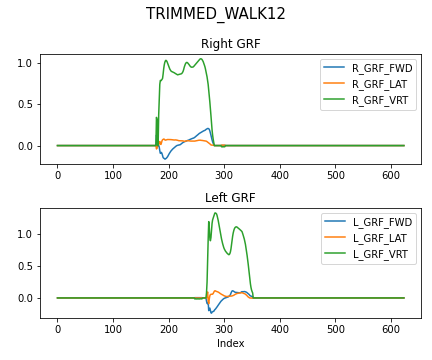 TRIMMED_WALK12
Right GRF
1.0
0.5
0.0
R_GRF_FWD
R_GRF_LAT
R_GRF_VRT
0 100 200 300 400 500 600
Left GRF
1.0
0.5
0.0
L_GRF_FWD
L_GRF_LAT
L_GRF_VRT
0 100 200 300 400 500 600
Index